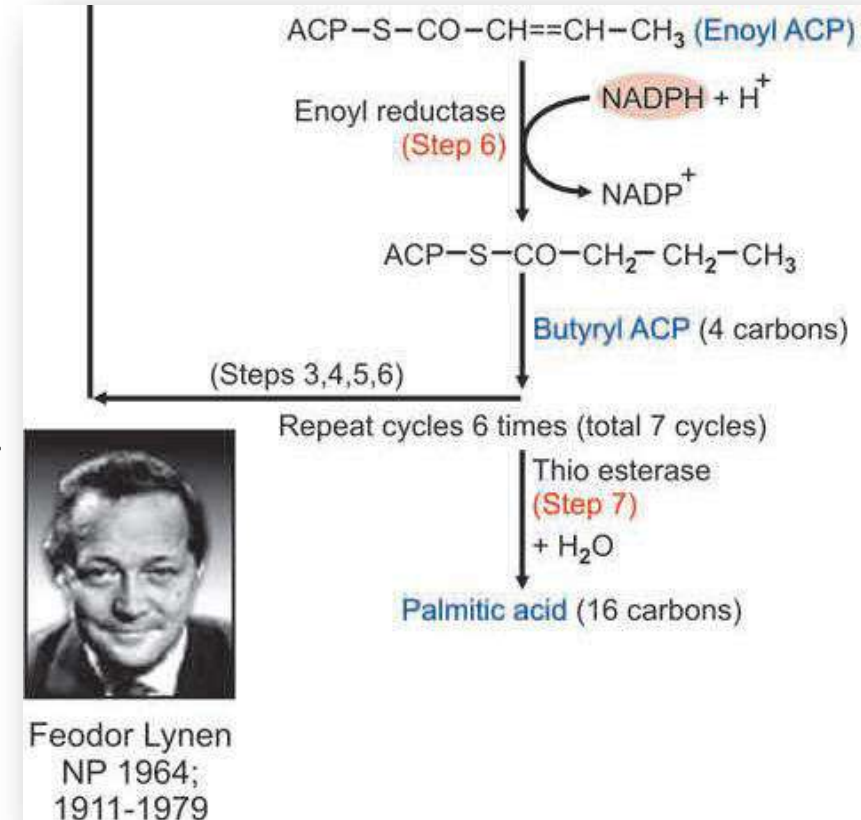 ACP–S–CO–CH==CH–CH₃ (Enoyl ACP)
NADPH + H⁺
Enoyl reductase
(Step 6)
NADP⁺
ACP–S–CO–CH₂–CH₂–CH₃
Butyryl ACP (4 carbons)
(Steps 3,4,5,6)
Repeat cycles 6 times (total 7 cycles)
Thio esterase
(Step 7)
+ H₂O
Palmitic acid (16 carbons)
Feodor Lynen
NP 1964;
1911-1979